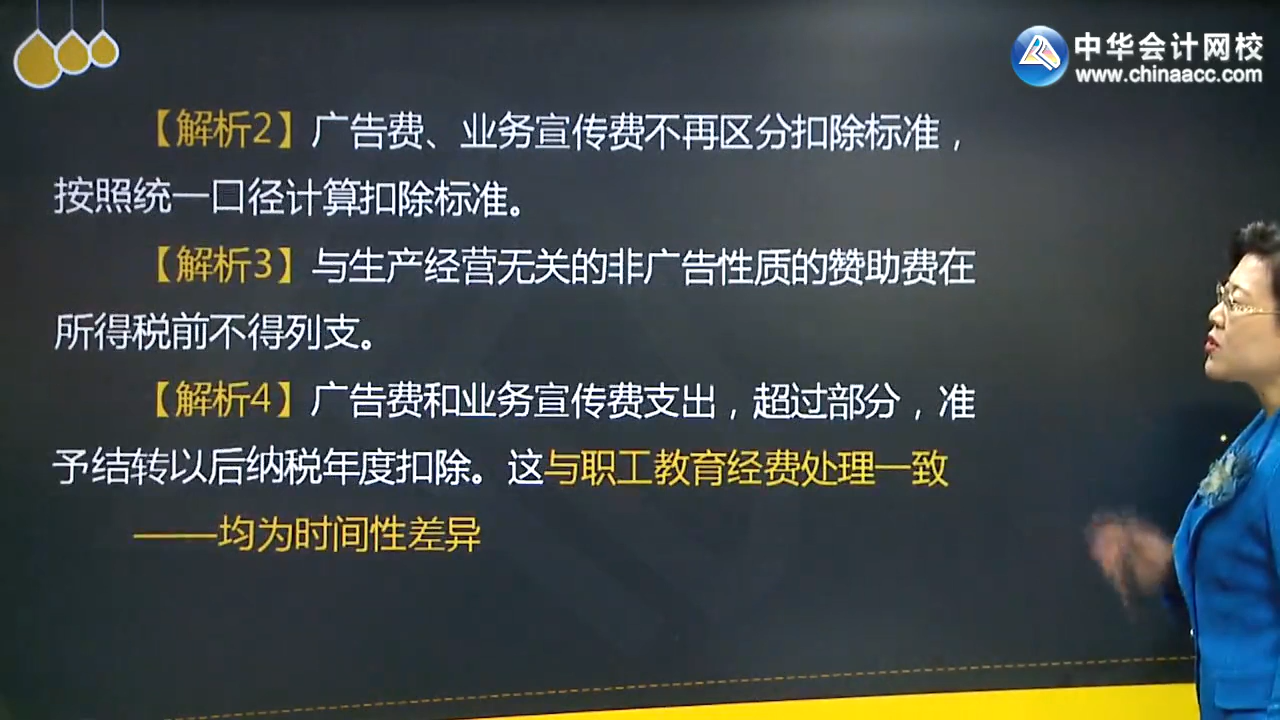 中华会计网校
www.chinaacc.com
【解析2】广告费、业务宣传费不再区分扣除标准，
按照统一口径计算扣除标准。
【解析3】与生产经营无关的非广告性质的赞助费在
所得税前不得列支。
【解析4】广告费和业务宣传费支出，超过部分，准
予结转以后纳税年度扣除。这与职工教育经费处理一致
——均为时间性差异